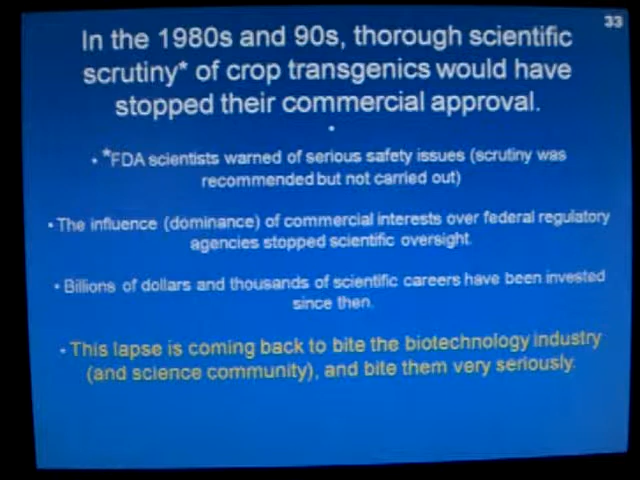 33
In the 1980s and 90s, thorough scientific
scrutiny* of crop transgenics would have
stopped their commercial approval.
•
• *FDA scientists warned of serious safety issues (scrutiny was
recommended but not carried out)
• The influence (dominance) of commercial interests over federal regulatory
agencies stopped scientific oversight.
• Billions of dollars and thousands of scientific careers have been invested
since then.
• This lapse is coming back to bite the biotechnology industry
(and science community), and bite them very seriously.